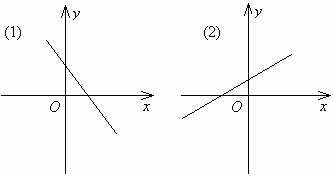 (1) y (2) y
O x O x